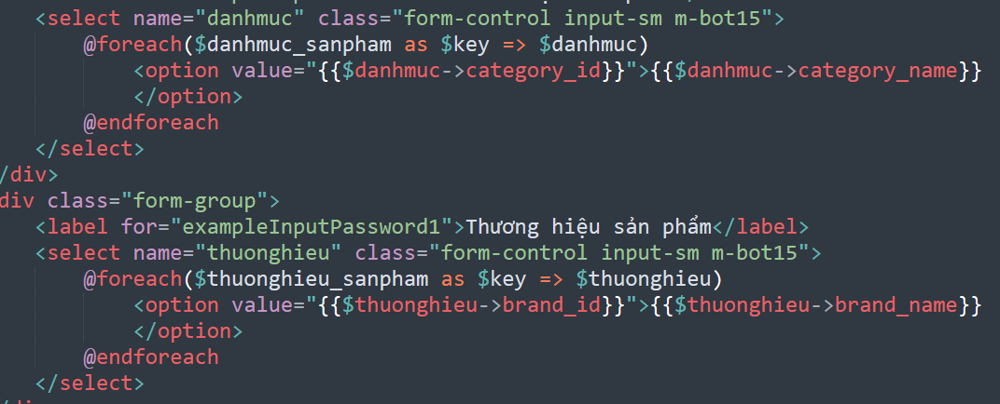 <select name="danhmuc" class="form-control input-sm m-bot15">
@foreach($danhmuc_sanpham as $key => $danhmuc)
<option value="{{$danhmuc->category_id}}">{{$danhmuc->category_name}}
</option>
@endforeach
</select>
/div>
div class="form-group">
<label for="exampleInputPassword1">Thương hiệu sản phẩm</label>
<select name="thuonghieu" class="form-control input-sm m-bot15">
@foreach($thuonghieu_sanpham as $key => $thuonghieu)
<option value="{{$thuonghieu->brand_id}}">{{$thuonghieu->brand_name}}
</option>
@endforeach
</select>